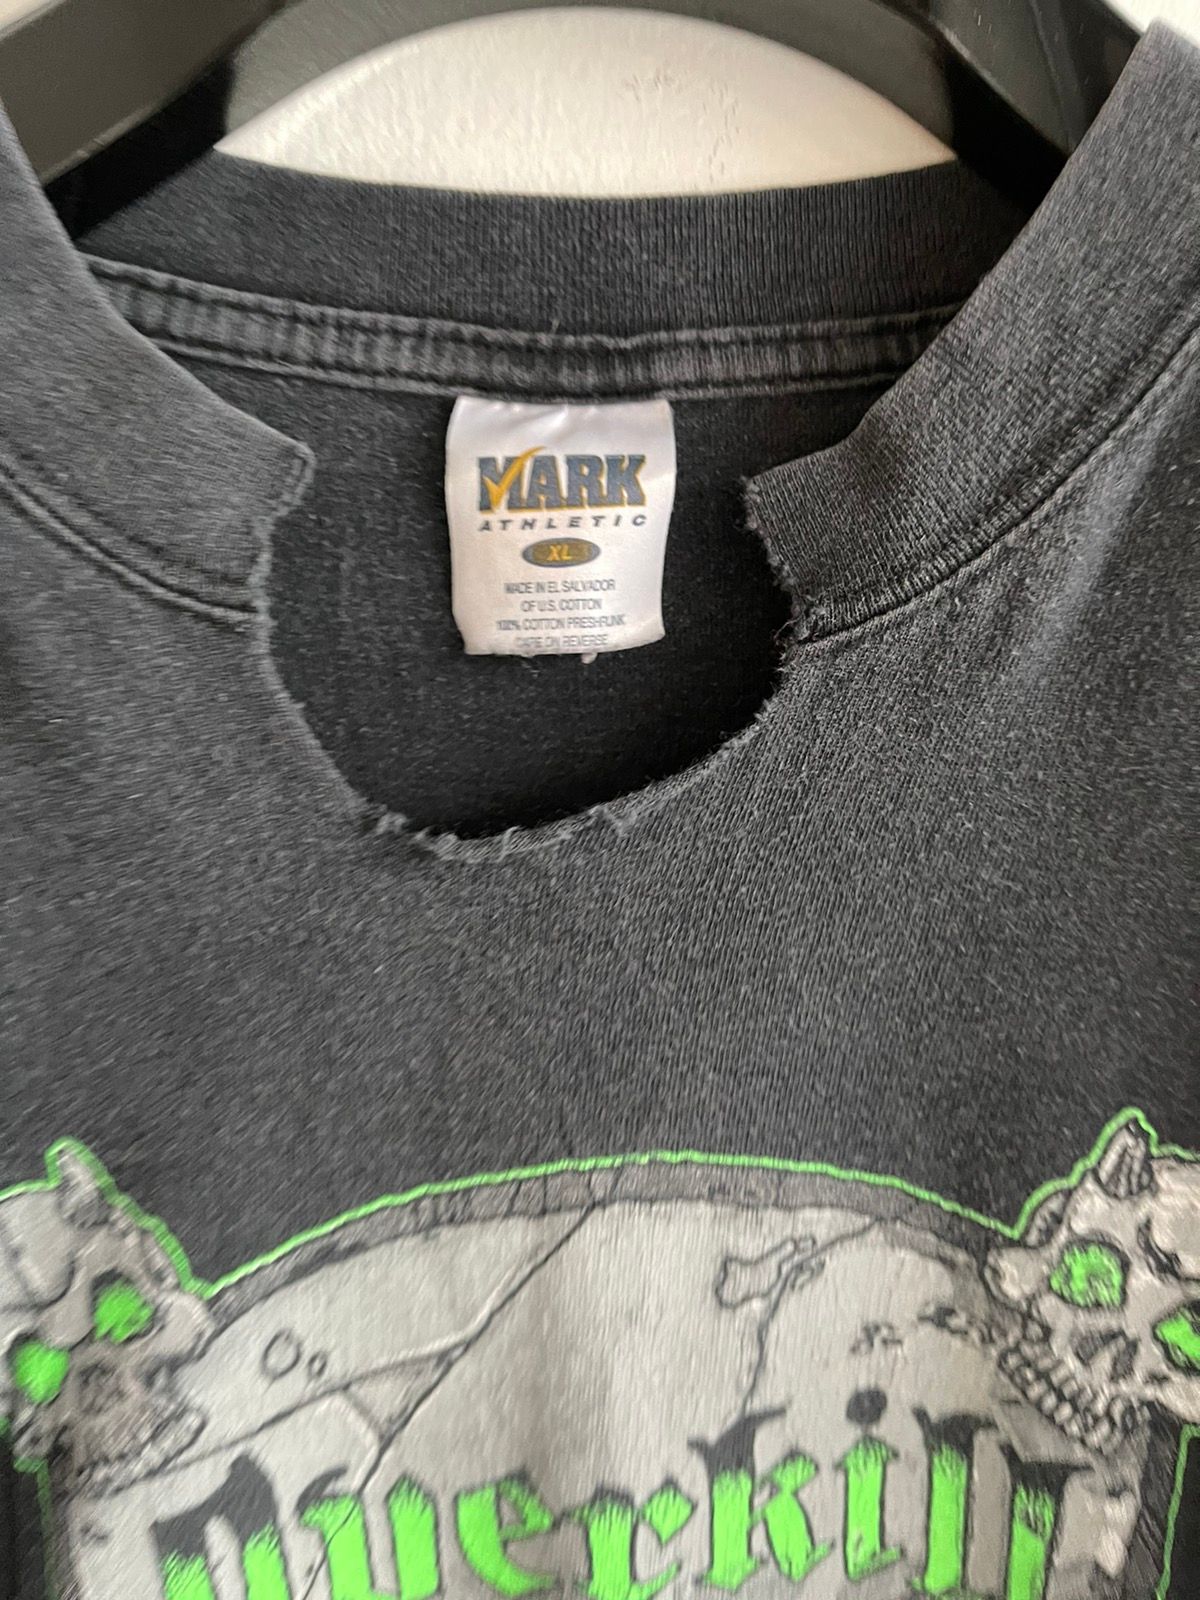 MARK
ATHLETIC
XL
MADE IN EL SALVADOR
OF U.S. COTTON
100% COTTON PRESHRUNK
CARE ON REVERSE
Overkill